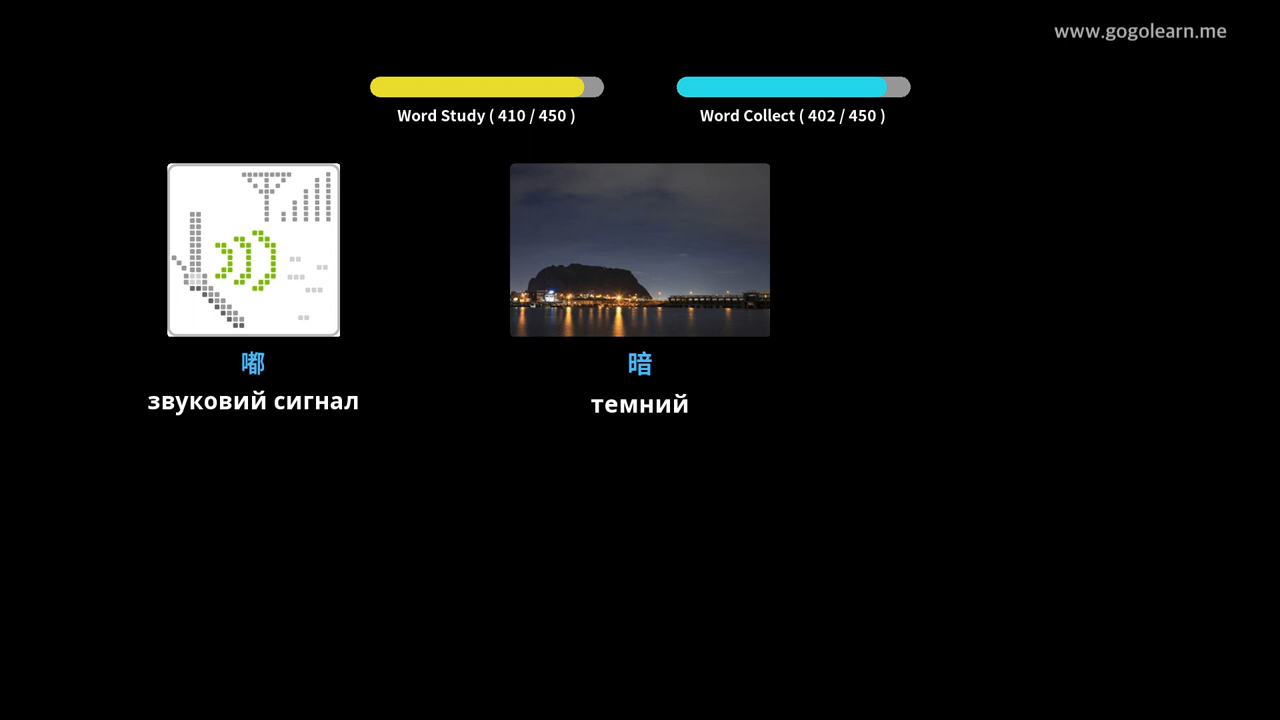 www.gogolearn.me
Word Study ( 410 / 450 )
Word Collect ( 402 / 450 )
嘟
暗
звуковий сигнал
темний